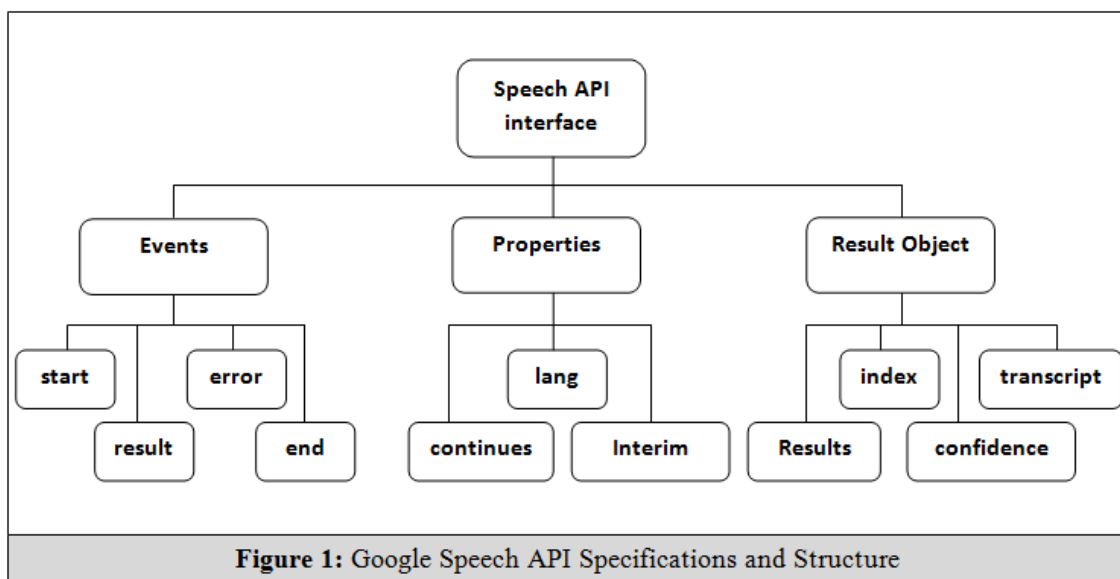 Speech API
interface
Events
Properties
Result Object
start
error
lang
index
transcript
result
end
continues
Interim
Results
confidence
Figure 1: Google Speech API Specifications and Structure